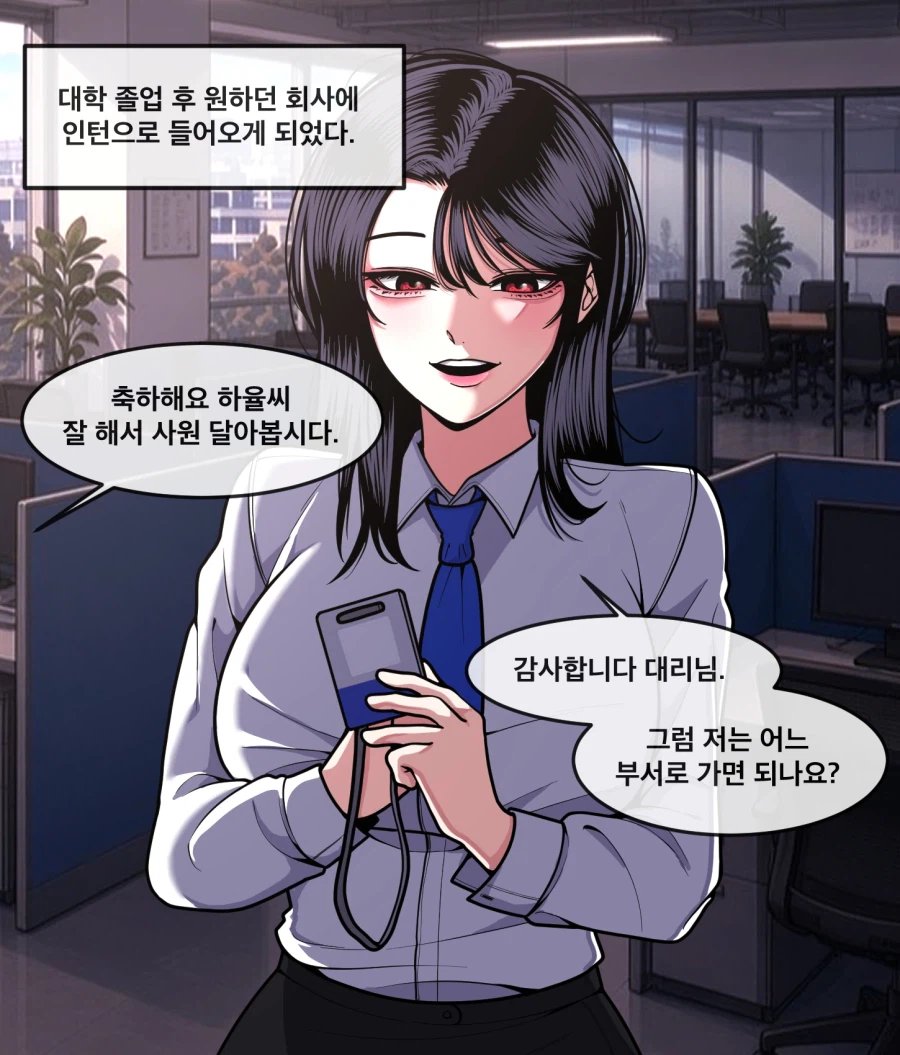 대학 졸업 후 원하던 회사에
인턴으로 들어오게 되었다.
축하해요 하율씨
잘 해서 사원 달아봅시다.
감사합니다 대리님.
그럼 저는 어느
부서로 가면 되나요?